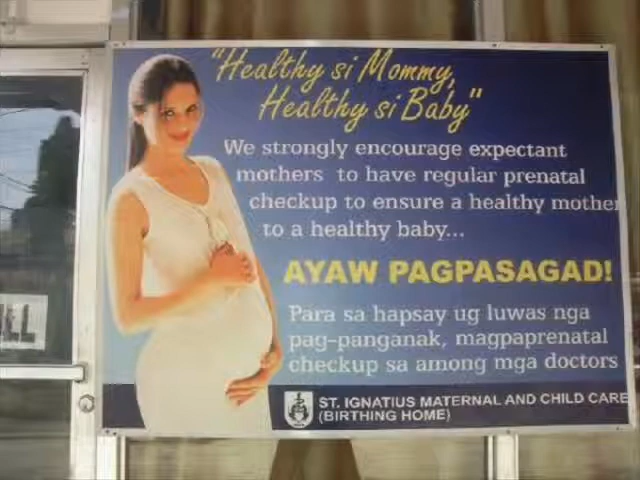 "Healthy si Mommy,
Healthy si Baby"
We strongly encourage expectant
mothers to have regular prenatal
checkup to ensure a healthy mother
to a healthy baby...
AYAW PAGPASAGAD!
Para sa hapsay ug luwas nga
pag-panganak, magpaprenatal
checkup sa among mga doctors
ST. IGNATIUS MATERNAL AND CHILD CARE
(BIRTHING HOME)